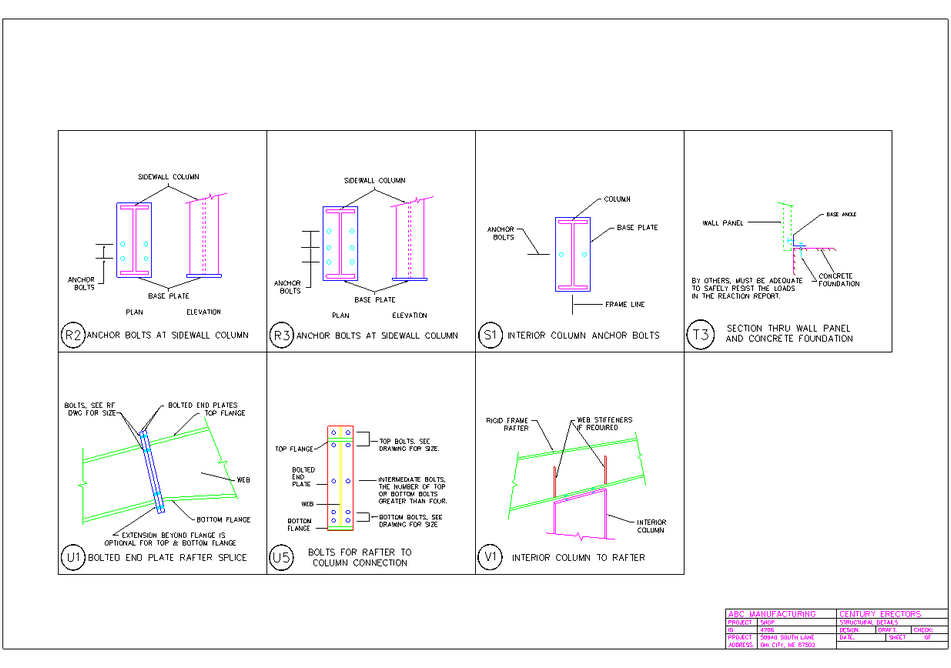 SIDEWALL COLUMN
ANCHOR
BOLTS
BASE PLATE
PLAN
ELEVATION
R2
ANCHOR BOLTS AT SIDEWALL COLUMN
SIDEWALL COLUMN
ANCHOR
BOLTS
BASE PLATE
PLAN
ELEVATION
R3
ANCHOR BOLTS AT SIDEWALL COLUMN
COLUMN
ANCHOR
BOLTS
BASE PLATE
FRAME LINE
S1
INTERIOR COLUMN ANCHOR BOLTS
WALL PANEL
BASE ANGLE
CONCRETE
FOUNDATION
BY OTHERS, MUST BE ADEQUATE
TO SAFELY RESIST THE LOADS
IN THE REACTION REPORT.
T3
SECTION THRU WALL PANEL
AND CONCRETE FOUNDATION
BOLTS, SEE RF
DWG FOR SIZE
BOLTED END PLATES
TOP FLANGE
WEB
BOTTOM FLANGE
EXTENSION BEYOND FLANGE IS
OPTIONAL FOR TOP & BOTTOM FLANGE
U1
BOLTED END PLATE RAFTER SPLICE
TOP FLANGE
BOLTED
END
PLATE
WEB
BOTTOM
FLANGE
TOP BOLTS, SEE
DRAWING FOR SIZE.
INTERMEDIATE BOLTS,
THE NUMBER OF TOP
OR BOTTOM BOLTS
GREATER THAN FOUR.
BOTTOM BOLTS, SEE
DRAWING FOR SIZE
U5
BOLTS FOR RAFTER TO
COLUMN CONNECTION
RIGID FRAME
RAFTER
WEB STIFFENERS
IF REQUIRED
INTERIOR
COLUMN
V1
INTERIOR COLUMN TO RAFTER
ABC MANUFACTURING
CENTURY ERECTORS
PROJECT
SHOP
STRUCTURAL DETAILS
ID
DESIGN:
DRAFT:
CHECK:
PROJECT
SOUTH LANE
DATE:
SHEET
OF
ADDRESS
CITY, NE 67502